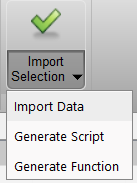 Import
Selection
Import Data
Generate Script
Generate Function